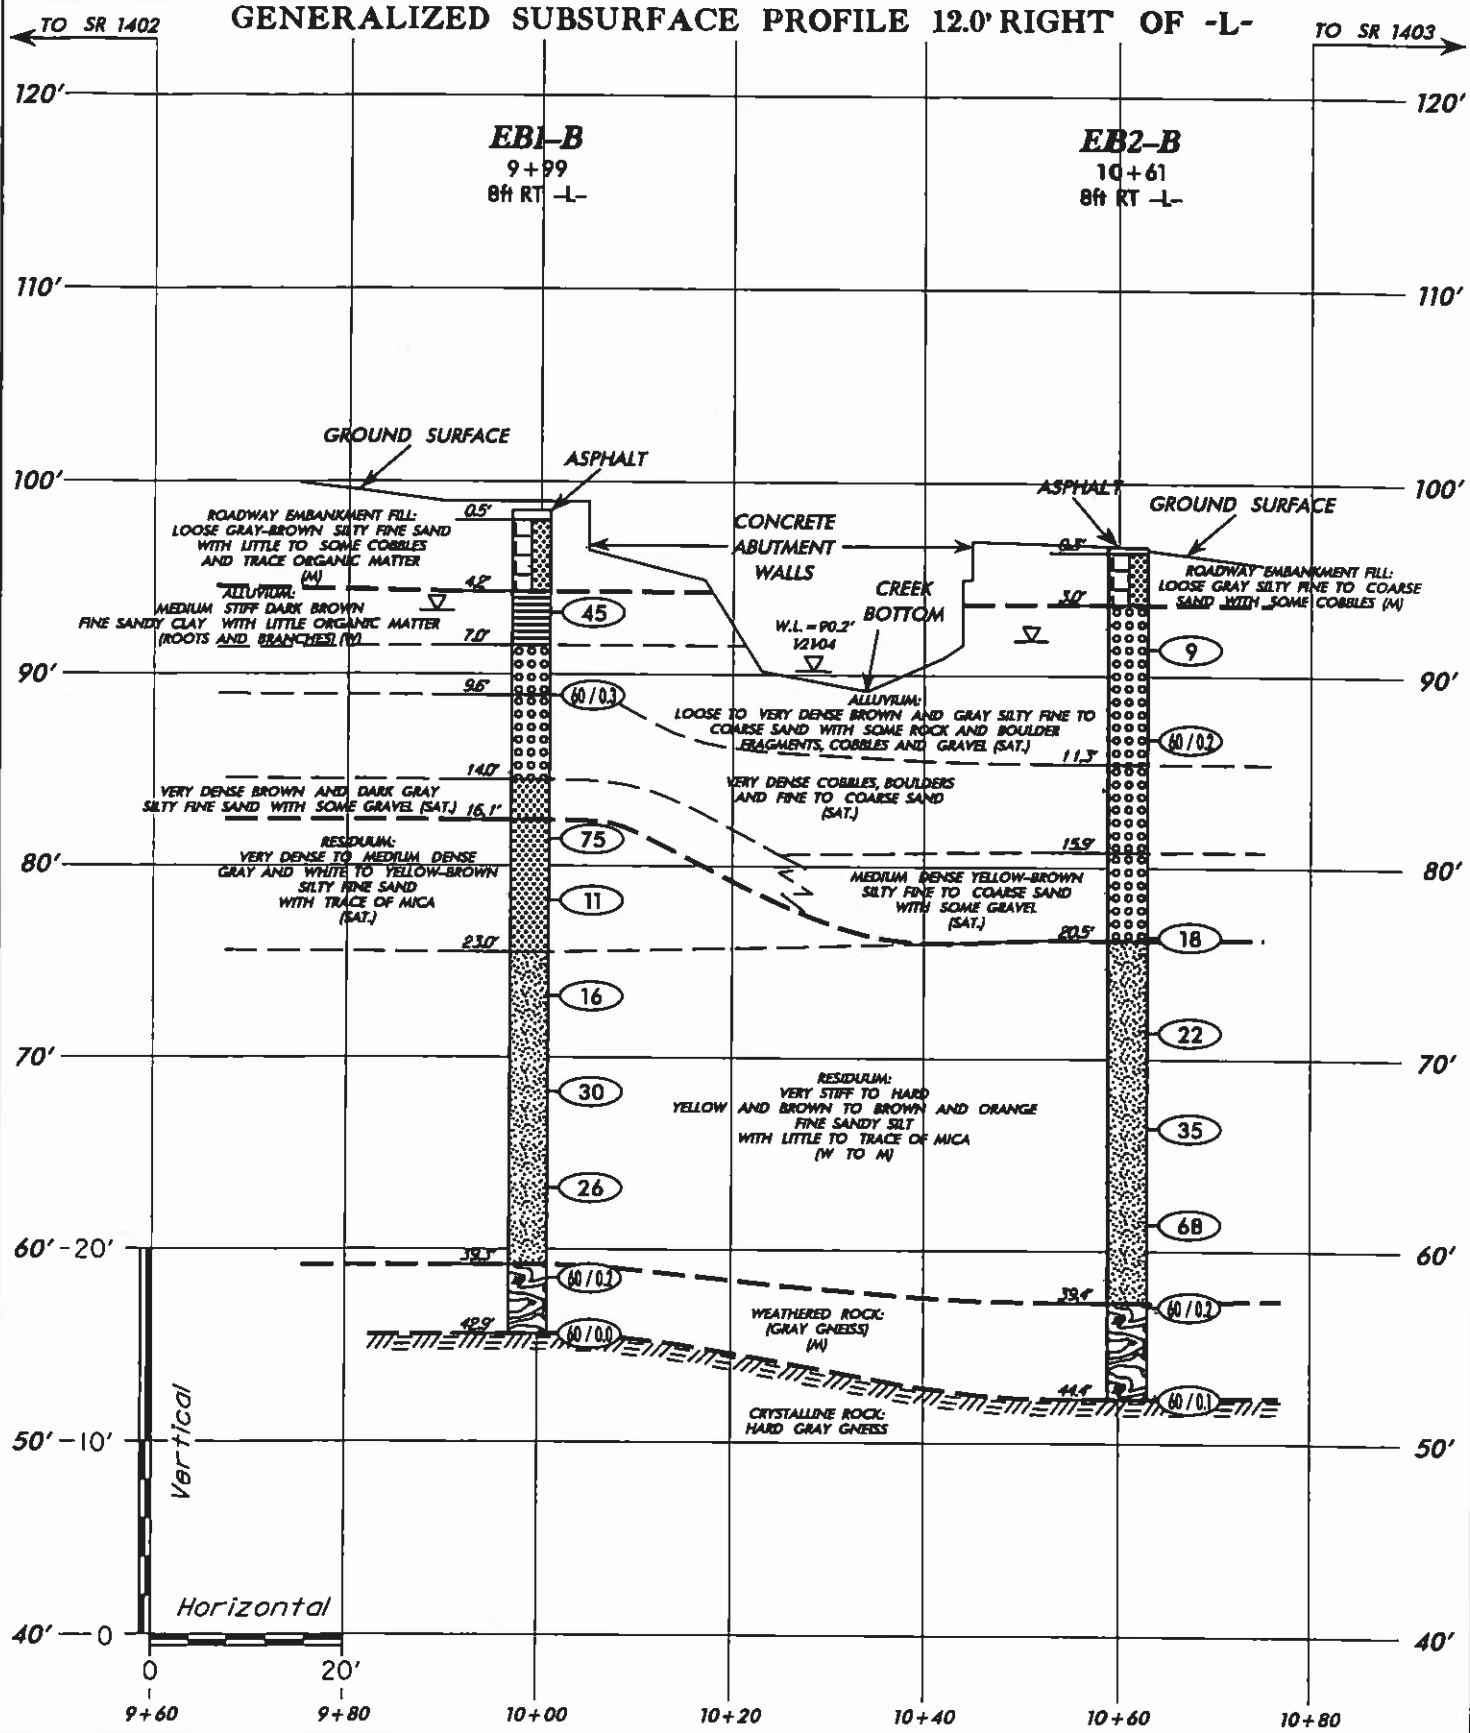 GENERALIZED SUBSURFACE PROFILE 12.0' RIGHT OF -L-
TO SR 1402
TO SR 1403
120'
120'
EB1-B
9+99
8ft RT -L-
EB2-B
10+61
8ft RT -L-
110'
110'
GROUND SURFACE
ASPHALT
100'
100'
ASPHALT
GROUND SURFACE
ROADWAY EMBANKMENT FILL:
LOOSE GRAY-BROWN SILTY FINE SAND
WITH LITTLE TO SOME COBBLES
AND TRACE ORGANIC MATTER
(M)
0.5'
CONCRETE
ABUTMENT
WALLS
0.3'
ROADWAY EMBANKMENT FILL:
LOOSE GRAY SILTY FINE TO COARSE
SAND WITH SOME COBBLES (M)
4.2'
3.0'
ALLUVIUM:
MEDIUM STIFF DARK BROWN
FINE SANDY CLAY WITH LITTLE ORGANIC MATTER
(ROOTS AND BRANCHES) (W)
45
CREEK
BOTTOM
W.L. = 90.2'
1/21/04
7.0'
9
90'
90'
9.6'
60 / 0.3
ALLUVIUM:
LOOSE TO VERY DENSE BROWN AND GRAY SILTY FINE TO
COARSE SAND WITH SOME ROCK AND BOULDER
FRAGMENTS, COBBLES AND GRAVEL (SAT.)
60 / 0.2
11.3'
14.0'
VERY DENSE BROWN AND DARK GRAY
SILTY FINE SAND WITH SOME GRAVEL (SAT.)
16.1'
VERY DENSE COBBLES, BOULDERS
AND FINE TO COARSE SAND
(SAT.)
75
15.9'
RESIDUUM:
VERY DENSE TO MEDIUM DENSE
GRAY AND WHITE TO YELLOW-BROWN
SILTY FINE SAND
WITH TRACE OF MICA
(SAT.)
80'
80'
11
MEDIUM DENSE YELLOW-BROWN
SILTY FINE TO COARSE SAND
WITH SOME GRAVEL
(SAT.)
23.0'
20.5'
18
16
22
70'
70'
30
RESIDUUM:
VERY STIFF TO HARD
YELLOW AND BROWN TO BROWN AND ORANGE
FINE SANDY SILT
WITH LITTLE TO TRACE OF MICA
(W TO M)
35
26
68
60'
20'
60'
39.3'
60 / 0.2
39.4'
60 / 0.2
WEATHERED ROCK:
(GRAY GNEISS)
(M)
42.9'
60 / 0.0
44.4'
60 / 0.1
CRYSTALLINE ROCK:
HARD GRAY GNEISS
50'
10'
50'
Vertical
Horizontal
40'
0
40'
0
20'
9+60
9+80
10+00
10+20
10+40
10+60
10+80